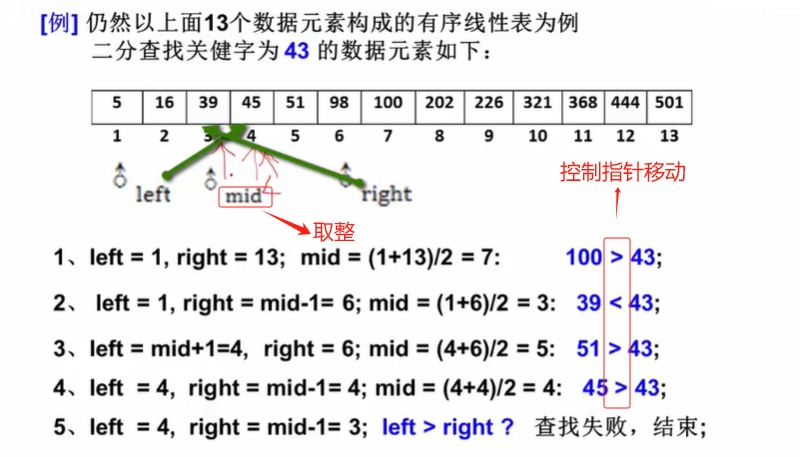 [例] 仍然以上面13个数据元素构成的有序线性表为例
二分查找关健字为 43 的数据元素如下：
5 16 39 45 51 98 100 202 226 321 368 444 501
1 2 3 4 5 6 7 8 9 10 11 12 13
控制指针移动
left mid 4 right
取整
1、left = 1, right = 13; mid = (1+13)/2 = 7: 100 > 43;
2、 left = 1, right = mid-1= 6; mid = (1+6)/2 = 3: 39 < 43;
3、left = mid+1=4, right = 6; mid = (4+6)/2 = 5: 51 > 43;
4、left = 4, right = mid-1= 4; mid = (4+4)/2 = 4: 45 > 43;
5、left = 4, right = mid-1= 3; left > right ? 查找失败，结束;